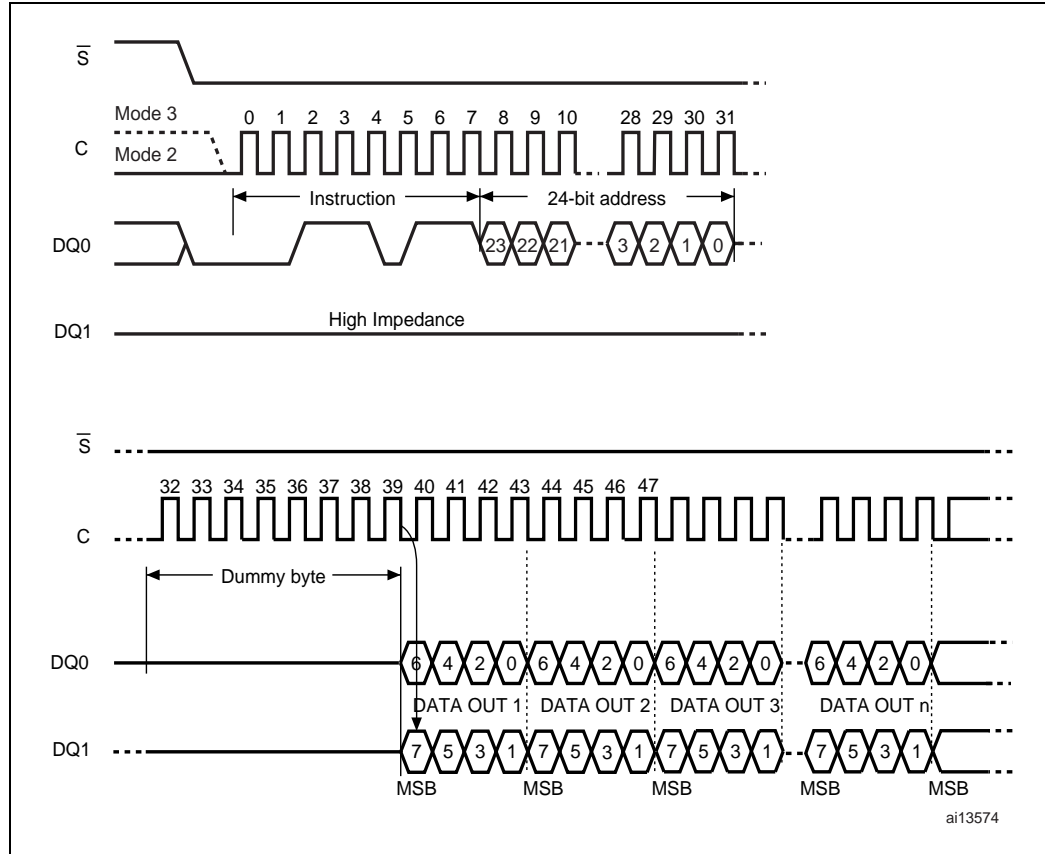 S
Mode 3
0 1 2 3 4 5 6 7 8 9 10 28 29 30 31
C
Mode 2
Instruction 24-bit address
DQ0 23 22 21 3 2 1 0
High Impedance
DQ1
S
32 33 34 35 36 37 38 39 40 41 42 43 44 45 46 47
C
Dummy byte
DQ0 6 4 2 0 6 4 2 0 6 4 2 0 6 4 2 0
DATA OUT 1 DATA OUT 2 DATA OUT 3 DATA OUT n
DQ1 7 5 3 1 7 5 3 1 7 5 3 1 7 5 3 1
MSB MSB MSB MSB MSB
ai13574